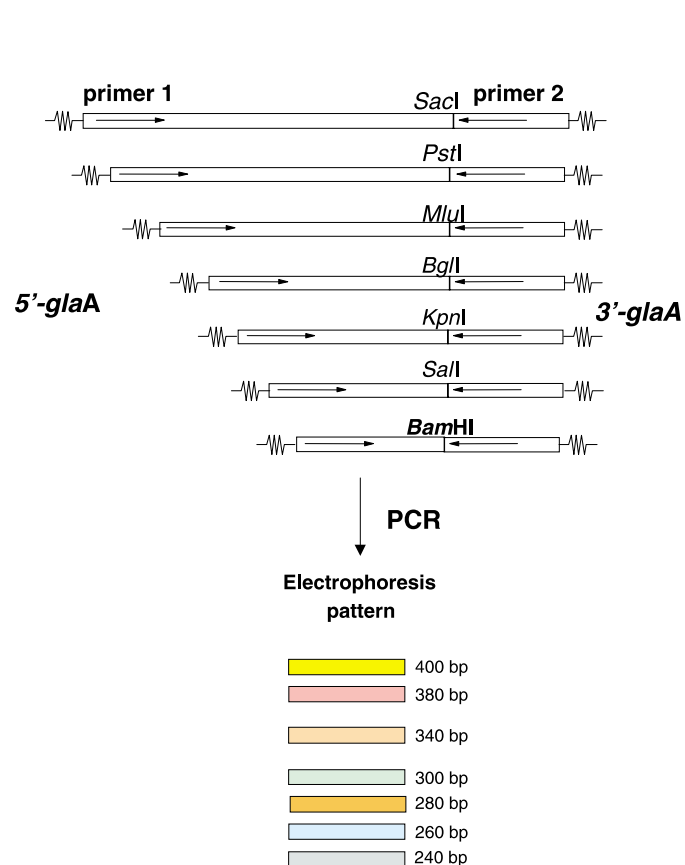 primer 1
SacI
primer 2
PstI
MluI
BglI
5'-glaA
3'-glaA
KpnI
SalI
BamHI
PCR
Electrophoresis
pattern
400 bp
380 bp
340 bp
300 bp
280 bp
260 bp
240 bp